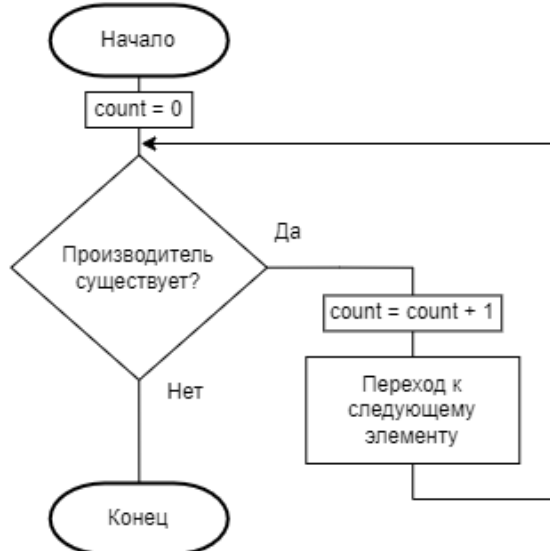 Начало
count = 0
Производитель
существует?
Да
count = count + 1
Переход к
следующему
элементу
Нет
Конец